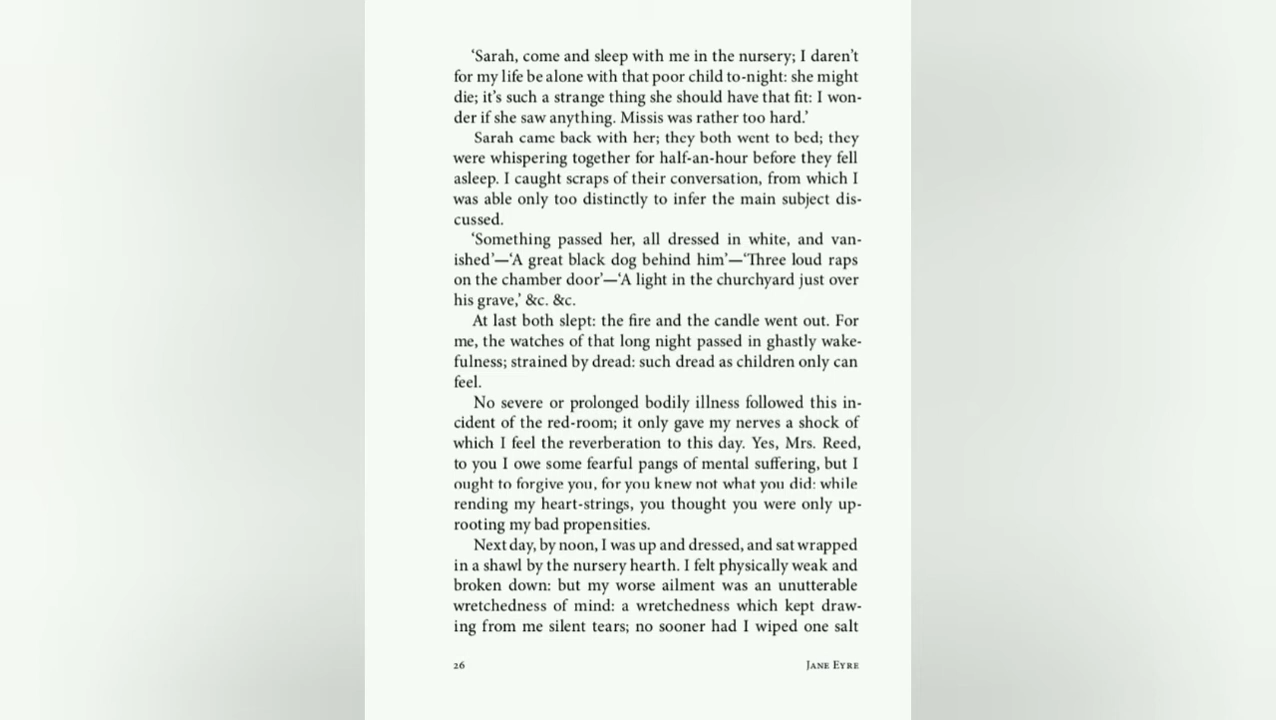 ‘Sarah, come and sleep with me in the nursery; I daren’t
for my life be alone with that poor child to-night: she might
die; it’s such a strange thing she should have that fit: I won-
der if she saw anything. Missis was rather too hard.’
Sarah came back with her; they both went to bed; they
were whispering together for half-an-hour before they fell
asleep. I caught scraps of their conversation, from which I
was able only too distinctly to infer the main subject dis-
cussed.
‘Something passed her, all dressed in white, and van-
ished’—‘A great black dog behind him’—‘Three loud raps
on the chamber door’—‘A light in the churchyard just over
his grave,’ &c. &c.
At last both slept: the fire and the candle went out. For
me, the watches of that long night passed in ghastly wake-
fulness; strained by dread: such dread as children only can
feel.
No severe or prolonged bodily illness followed this in-
cident of the red-room; it only gave my nerves a shock of
which I feel the reverberation to this day. Yes, Mrs. Reed,
to you I owe some fearful pangs of mental suffering, but I
ought to forgive you, for you knew not what you did: while
rending my heart-strings, you thought you were only up-
rooting my bad propensities.
Next day, by noon, I was up and dressed, and sat wrapped
in a shawl by the nursery hearth. I felt physically weak and
broken down: but my worse ailment was an unutterable
wretchedness of mind: a wretchedness which kept draw-
ing from me silent tears; no sooner had I wiped one salt
26 Jane Eyre